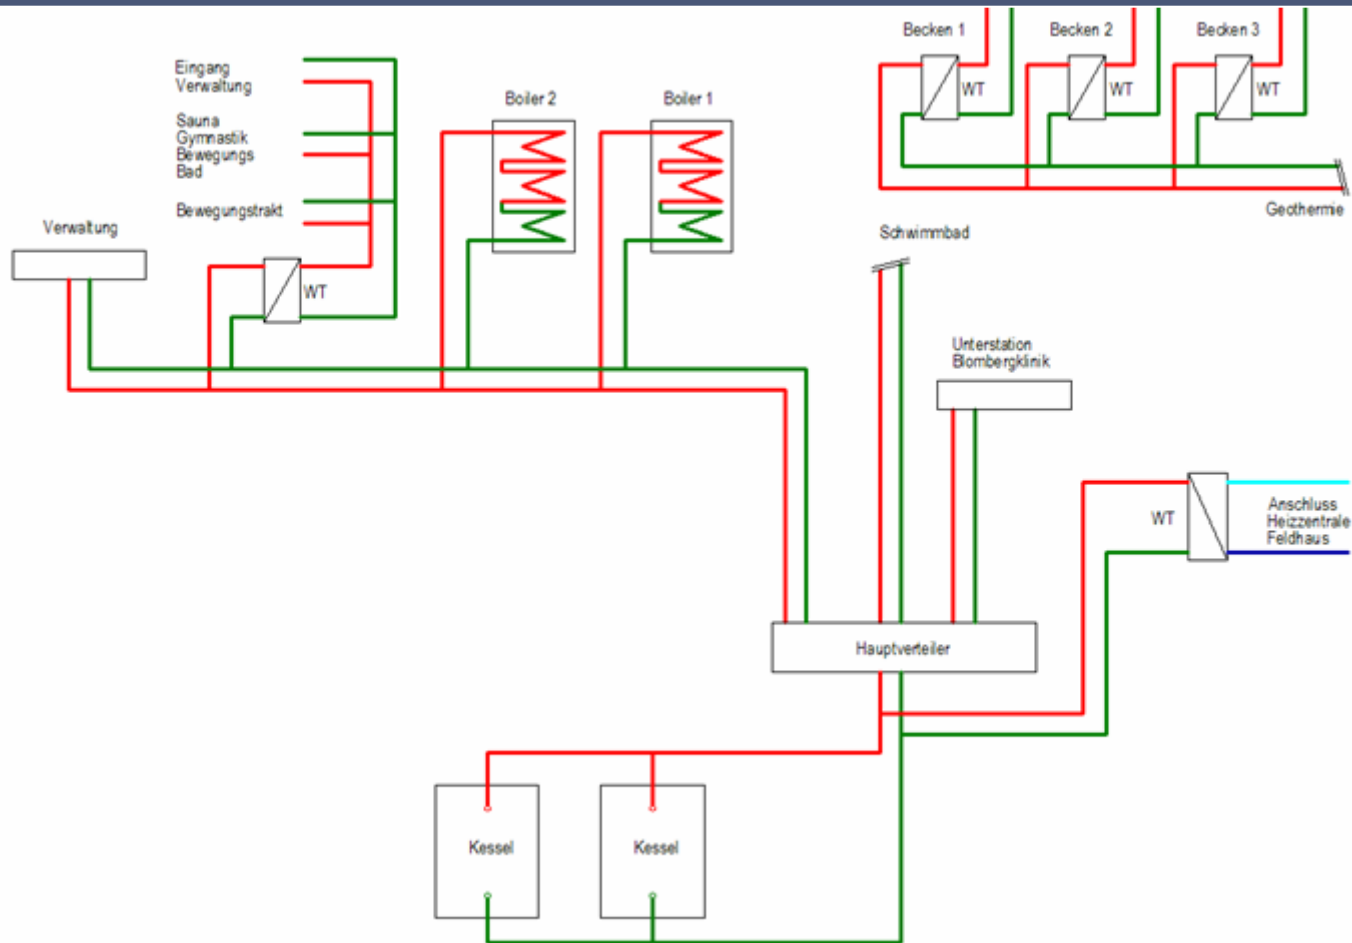 Becken 1
Becken 2
Becken 3
WT
WT
WT
Eingang
Verwaltung
Sauna
Gymnastik
Bewegungs
Bad
Bewegungstrakt
Boiler 2
Boiler 1
Geothermie
Verwaltung
Schwimmbad
WT
Unterstation
Blombergklinik
WT
Anschluss
Heizzentrale
Feldhaus
Hauptverteiler
Kessel
Kessel